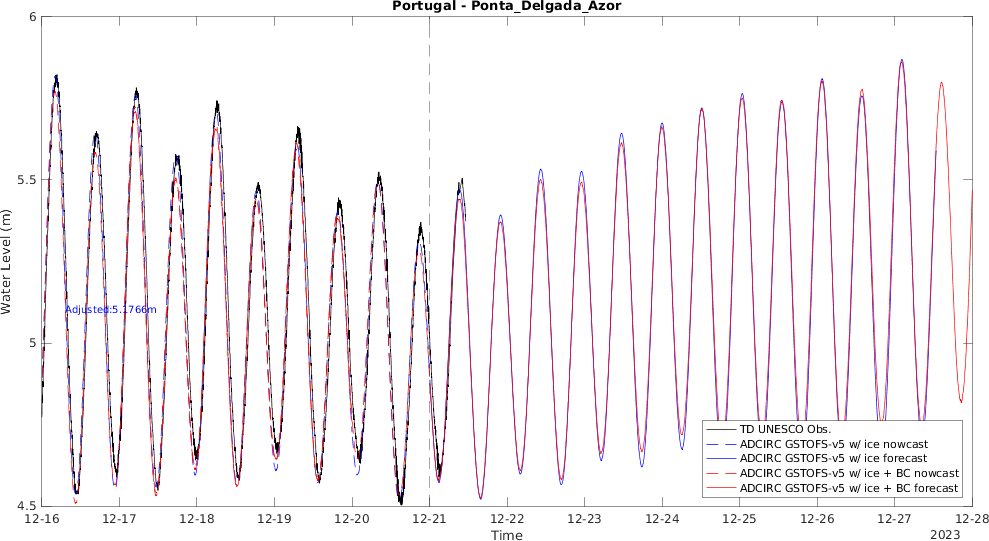 Portugal - Ponta_Delgada_Azor
6
5.5
5
4.5
Water Level (m)
Adjusted:5.1766m
TD UNESCO Obs.
ADCIRC GSTOFS-v5 w/ ice nowcast
ADCIRC GSTOFS-v5 w/ ice forecast
ADCIRC GSTOFS-v5 w/ ice + BC nowcast
ADCIRC GSTOFS-v5 w/ ice + BC forecast
12-16 12-17 12-18 12-19 12-20 12-21 12-22 12-23 12-24 12-25 12-26 12-27 12-28
Time
2023